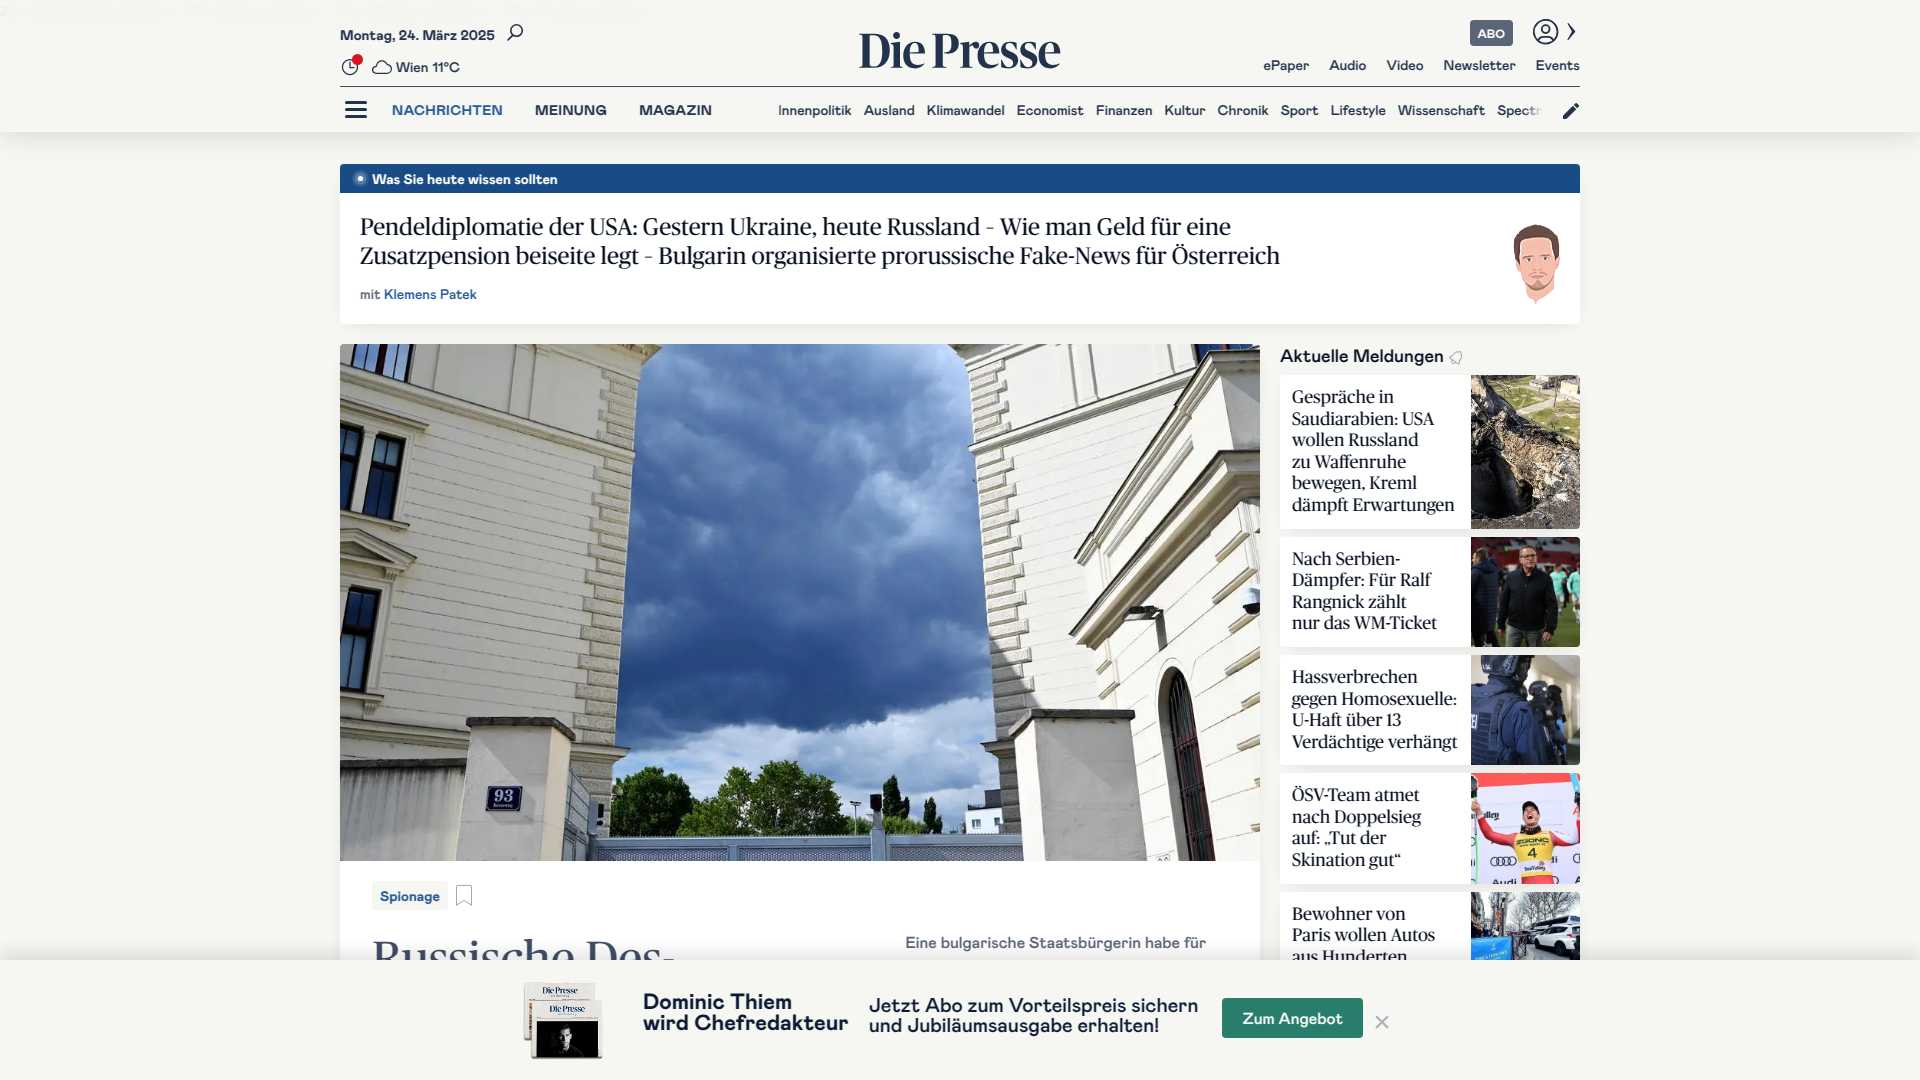 Montag, 24. März 2025
Wien 11°C
Die Presse
ABO
ePaper Audio Video Newsletter Events
NACHRICHTEN MEINUNG MAGAZIN
Innenpolitik Ausland Klimawandel Economist Finanzen Kultur Chronik Sport Lifestyle Wissenschaft Spectr
Was Sie heute wissen sollten
Pendeldiplomatie der USA: Gestern Ukraine, heute Russland – Wie man Geld für eine
Zusatzpension beiseite legt – Bulgarin organisierte prorussische Fake-News für Österreich
mit Klemens Patek
93
Spionage
Russische Des-
Eine bulgarische Staatsbürgerin habe für
Aktuelle Meldungen
Gespräche in
Saudiarabien: USA
wollen Russland
zu Waffenruhe
bewegen, Kreml
dämpft Erwartungen
Nach Serbien-
Dämpfer: Für Ralf
Rangnick zählt
nur das WM-Ticket
Hassverbrechen
gegen Homosexuelle:
U-Haft über 13
Verdächtige verhängt
ÖSV-Team atmet
nach Doppelsieg
auf: „Tut der
Skination gut“
4
Audi
Bewohner von
Paris wollen Autos
aus Hunderten
Die Presse
Die Presse
Dominic Thiem
wird Chefredakteur
Jetzt Abo zum Vorteilspreis sichern
und Jubiläumsausgabe erhalten!
Zum Angebot